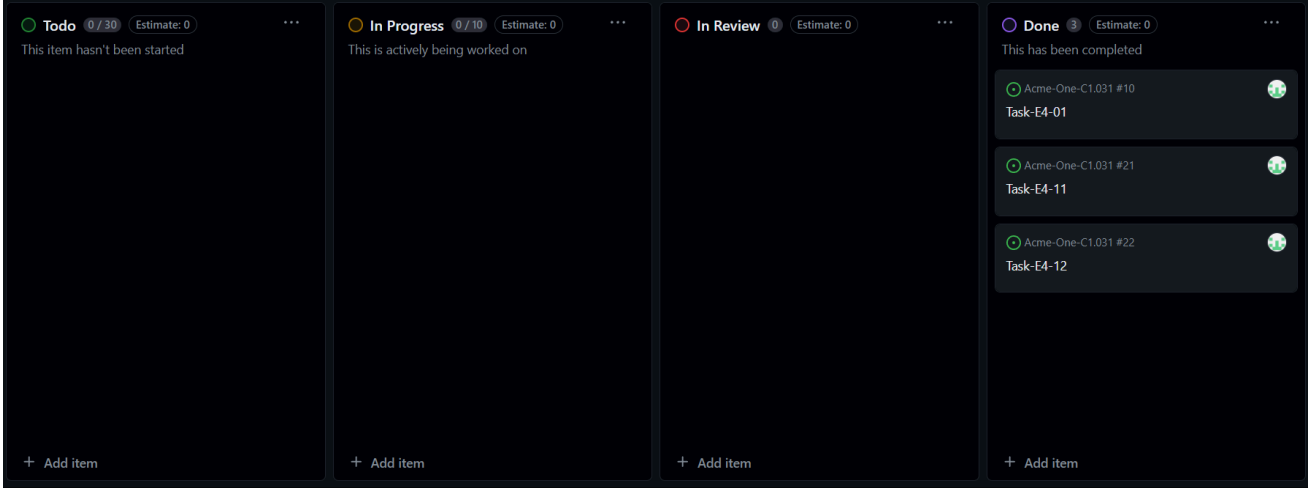 Todo 0 / 30 Estimate: 0
This item hasn't been started
Add item
In Progress 0 / 10 Estimate: 0
This is actively being worked on
Add item
In Review 0 Estimate: 0
Add item
Done 3 Estimate: 0
This has been completed
Acme-One-C1.031 #10
Task-E4-01
Acme-One-C1.031 #21
Task-E4-11
Acme-One-C1.031 #22
Task-E4-12
Add item